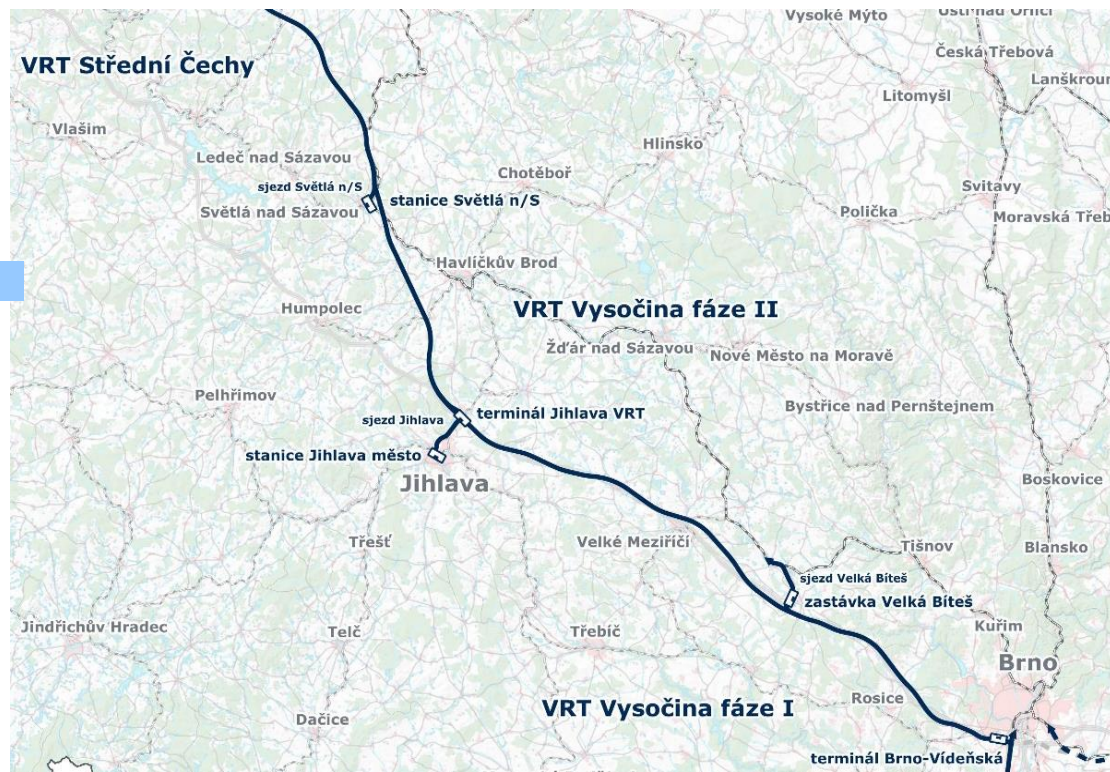 Vysoké Mýto
Ústí nad Orlicí
VRT Střední Čechy
Česká Třebová
Lanškroun
Litomyšl
Vlašim
Hlinsko
Ledeč nad Sázavou
Chotěboř
sjezd Světlá n/S
stanice Světlá n/S
Svitavy
Světlá nad Sázavou
Polička
Moravská Třeb
Havlíčkův Brod
Humpolec
VRT Vysočina fáze II
Žďár nad Sázavou
Nové Město na Moravě
Pelhřimov
Bystřice nad Pernštejnem
terminál Jihlava VRT
sjezd Jihlava
stanice Jihlava město
Jihlava
Boskovice
Třešť
Velké Meziříčí
Tišnov
Blansko
sjezd Velká Bíteš
zastávka Velká Bíteš
Jindřichův Hradec
Telč
Třebíč
Kuřim
Brno
Rosice
VRT Vysočina fáze I
Dačice
terminál Brno-Vídeňská